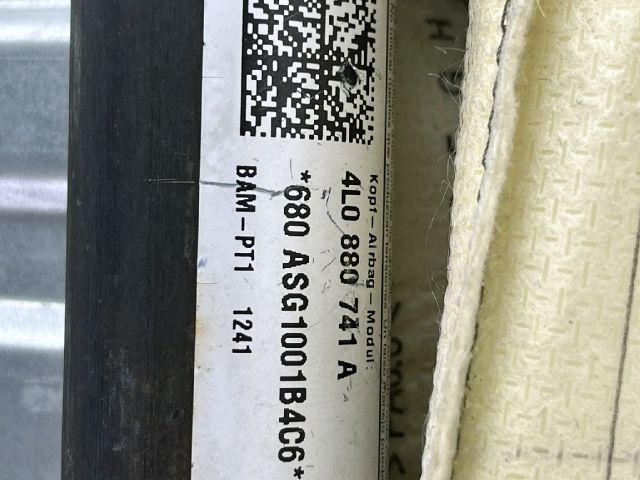 Kopf-Airbag-Modul:
4L0 880 741 A
*680 ASG1001B4C6*
BAM-PT1 1241